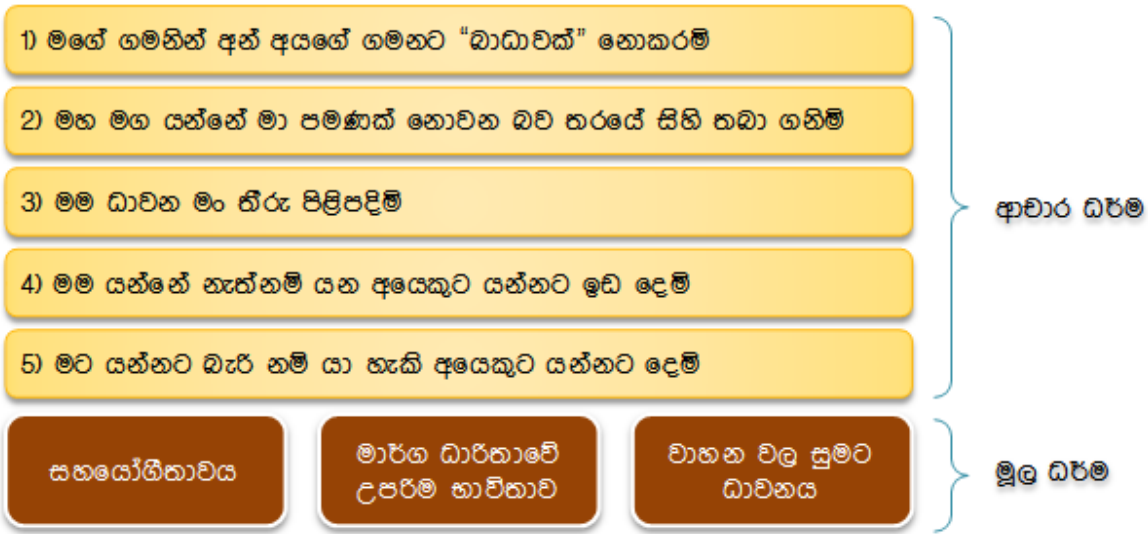 1) මගේ ගමනින් අන් අයගේ ගමනට “බාධාවක්” නොකරමි
2) මහ මග යන්නේ මා පමණක් නොවන බව තරයේ සිහි තබා ගනිමි
3) මම ධාවන මං තීරු පිළිපදිමි
4) මම යන්නේ නැත්නම් යන අයෙකුට යන්නට ඉඩ දෙමි
5) මට යන්නට බැරි නම් යා හැකි අයෙකුට යන්නට දෙමි
ආචාර ධර්ම
සහයෝගීතාවය
මාර්ග ධාරිතාවේ
උපරිම භාවිතාව
වාහන වල සුමට
ධාවනය
මූල ධර්ම